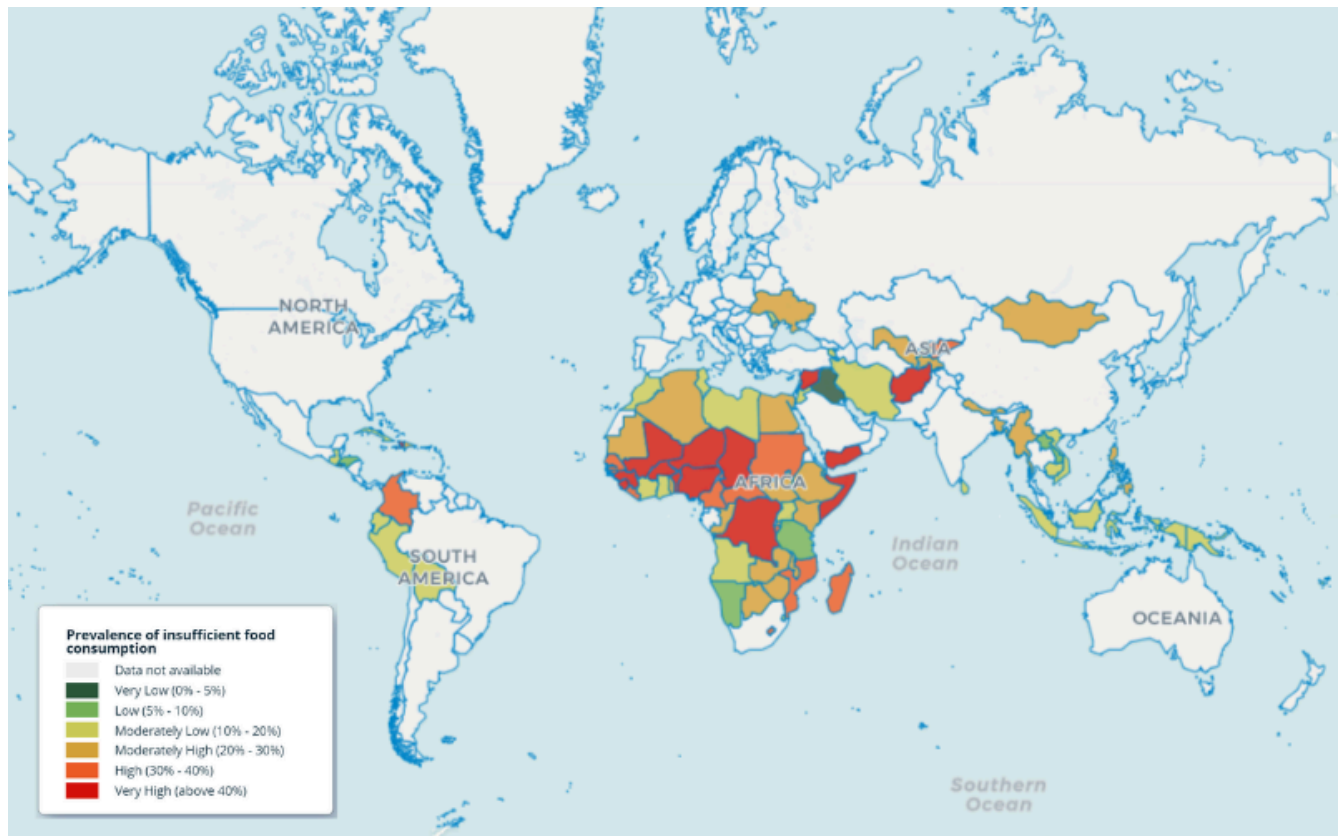 NORTH
AMERICA
ASIA
AFRICA
Pacific
Ocean
Indian
Ocean
SOUTH
AMERICA
OCEANIA
Prevalence of insufficient food
consumption
Data not available
Very Low (0% - 5%)
Low (5% - 10%)
Moderately Low (10% - 20%)
Moderately High (20% - 30%)
High (30% - 40%)
Very High (above 40%)
Southern
Ocean